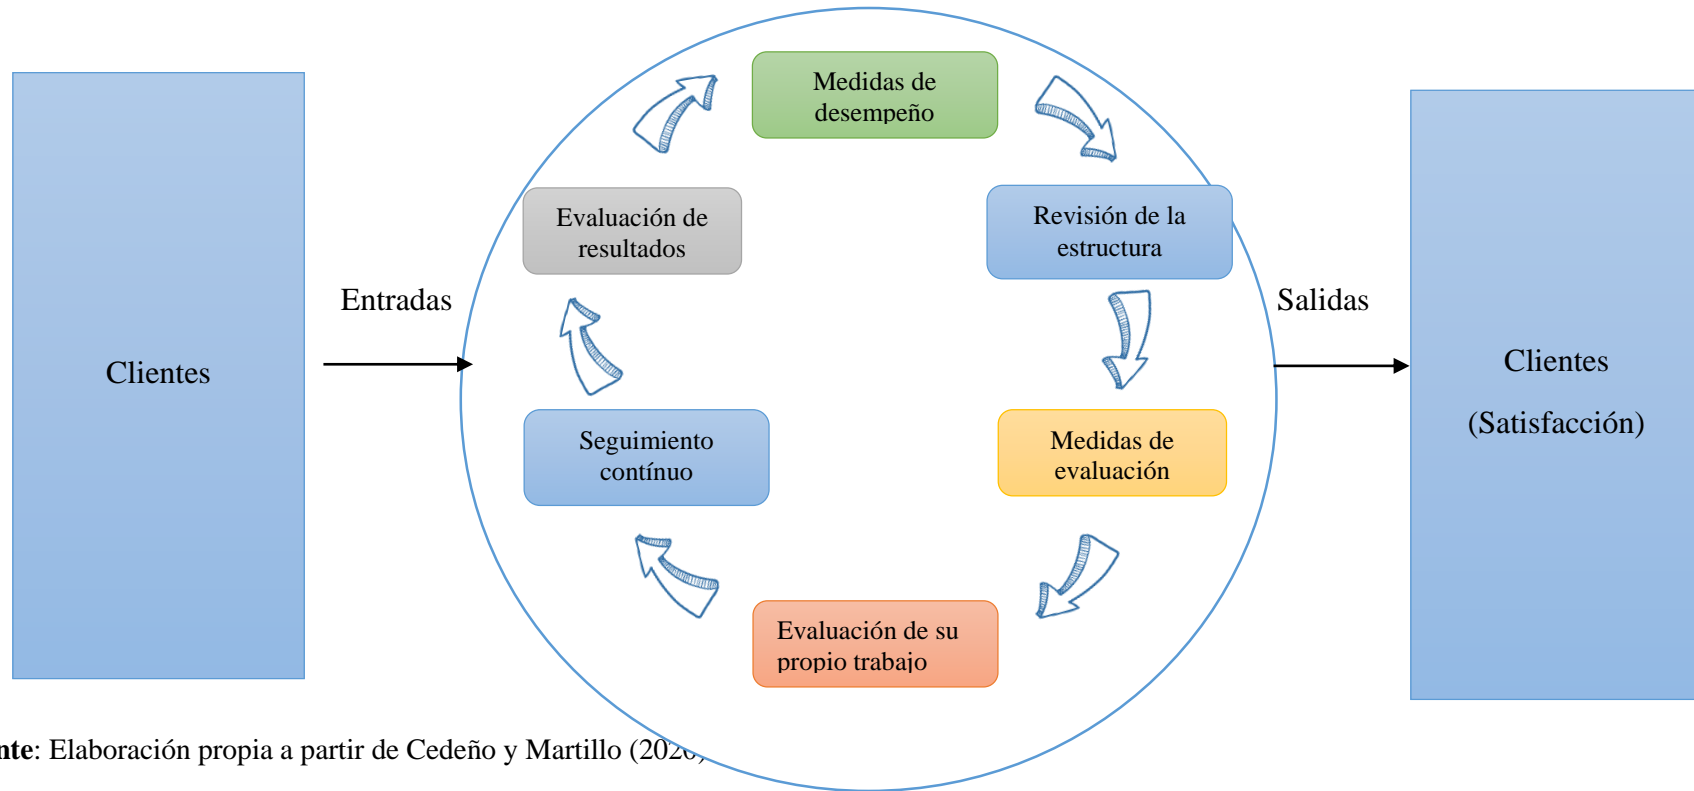 Medidas de
desempeño
Evaluación de
resultados
Revisión de la
estructura
Entradas
Salidas
Clientes
Clientes
(Satisfacción)
Seguimiento
contínuo
Medidas de
evaluación
Evaluación de su
propio trabajo
nte: Elaboración propia a partir de Cedeño y Martillo